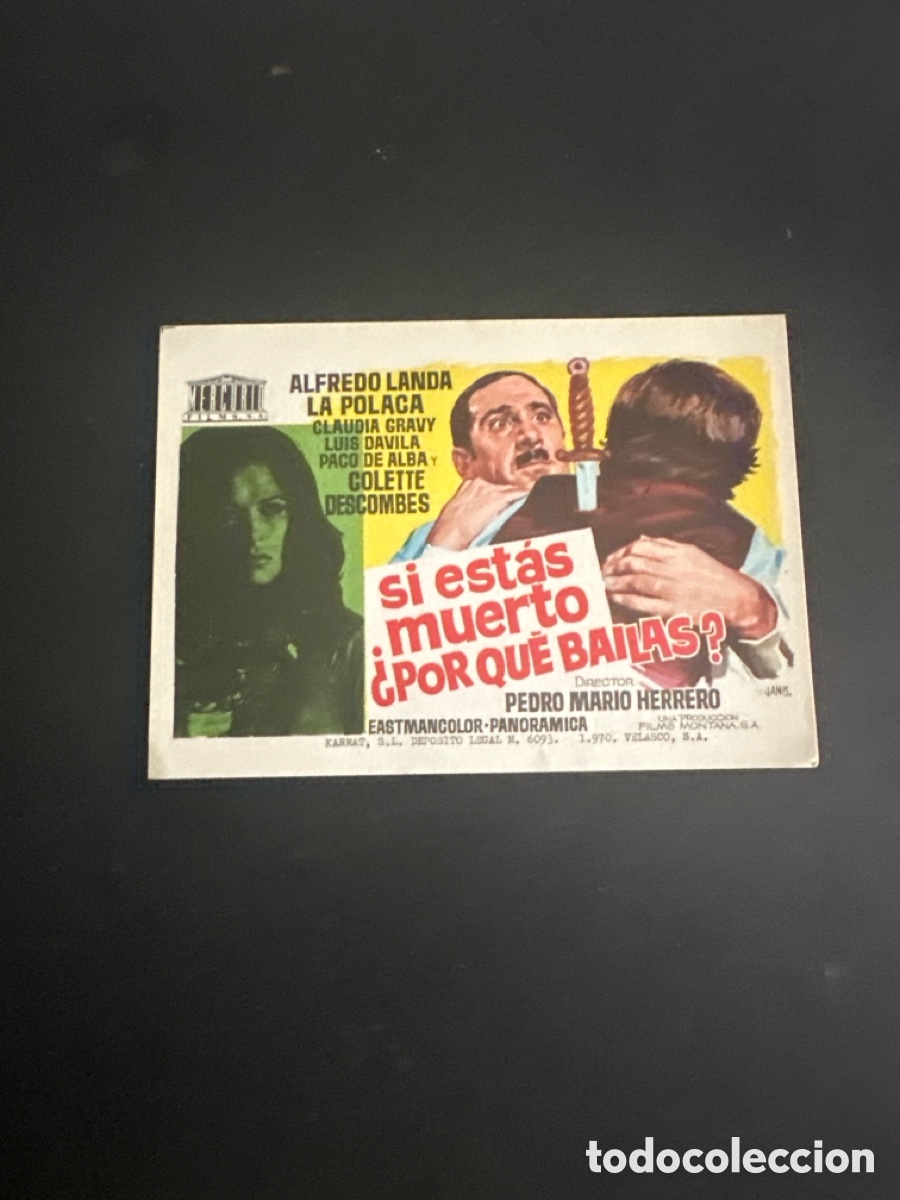 MERCURIO
FILMS S.A.
ALFREDO LANDA
LA POLACA
CLAUDIA GRAVY
LUIS DAVILA
PACO DE ALBA Y
COLETTE
DESCOMBES
si estás
muerto
¿POR QUÉ BAILAS?
DIRECTOR
PEDRO MARIO HERRERO
JANO
EASTMANCOLOR·PANORAMICA
UNA PRODUCCION
FILMS MONTANA, S.A.
KARMAT, S.L. DEPOSITO LEGAL M. 6093. 1.970. VELASCO, S.A.
todocoleccion